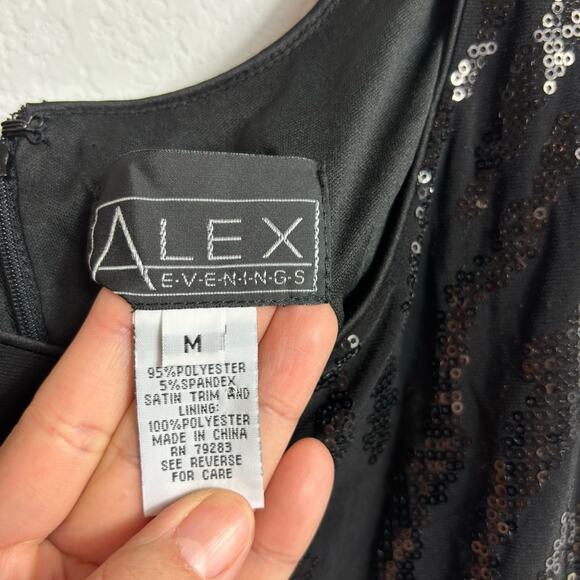 ALEX
E·V·E·N·I·N·G·S
M
95%POLYESTER
5%SPANDEX
SATIN TRIM AND
LINING:
100%POLYESTER
MADE IN CHINA
RN 79283
SEE REVERSE
FOR CARE